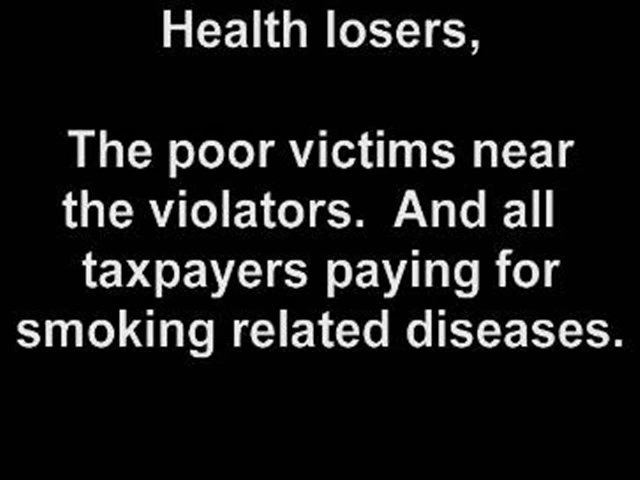 Health losers,
The poor victims near
the violators. And all
taxpayers paying for
smoking related diseases.